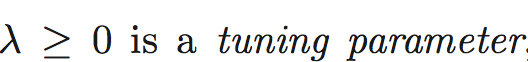 λ ≥ 0 is a tuning parameter,